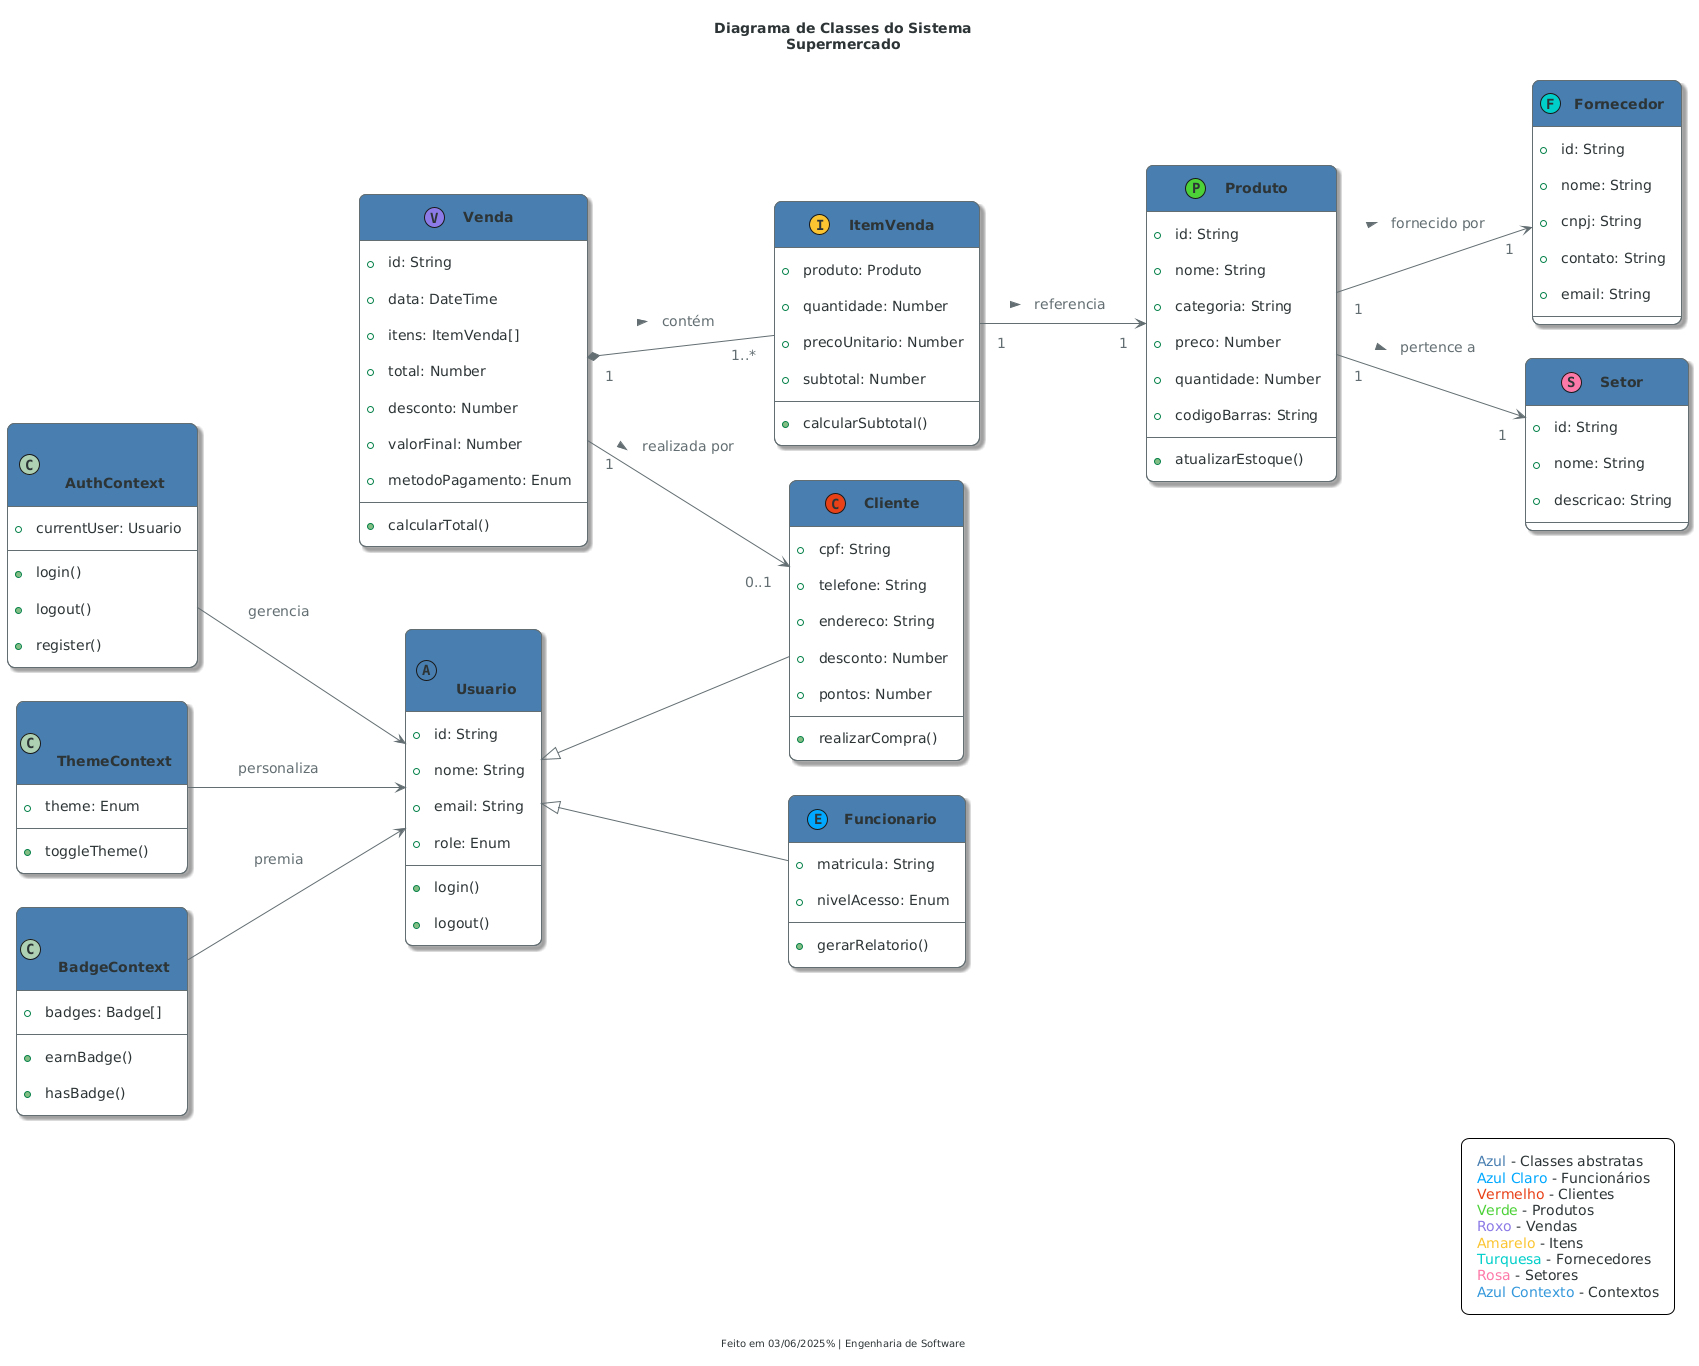 Diagrama de Classes do Sistema
Supermercado
F Fornecedor
id: String
nome: String
cnpj: String
contato: String
email: String
P Produto
id: String
nome: String
categoria: String
preco: Number
quantidade: Number
codigoBarras: String
atualizarEstoque()
fornecido por
1
1
pertence a
1
1
S Setor
id: String
nome: String
descricao: String
V Venda
id: String
data: DateTime
itens: ItemVenda[]
total: Number
desconto: Number
valorFinal: Number
metodoPagamento: Enum
calcularTotal()
contém
1
1..*
I ItemVenda
produto: Produto
quantidade: Number
precoUnitario: Number
subtotal: Number
calcularSubtotal()
referencia
1
1
realizada por
1
0..1
C Cliente
cpf: String
telefone: String
endereco: String
desconto: Number
pontos: Number
realizarCompra()
C
AuthContext
currentUser: Usuario
login()
logout()
register()
gerencia
A
Usuario
id: String
nome: String
email: String
role: Enum
login()
logout()
C
ThemeContext
theme: Enum
toggleTheme()
personaliza
E Funcionario
matricula: String
nivelAcesso: Enum
gerarRelatorio()
premia
C
BadgeContext
badges: Badge[]
earnBadge()
hasBadge()
Azul - Classes abstratas
Azul Claro - Funcionários
Vermelho - Clientes
Verde - Produtos
Roxo - Vendas
Amarelo - Itens
Turquesa - Fornecedores
Rosa - Setores
Azul Contexto - Contextos
Feito em 03/06/2025% | Engenharia de Software